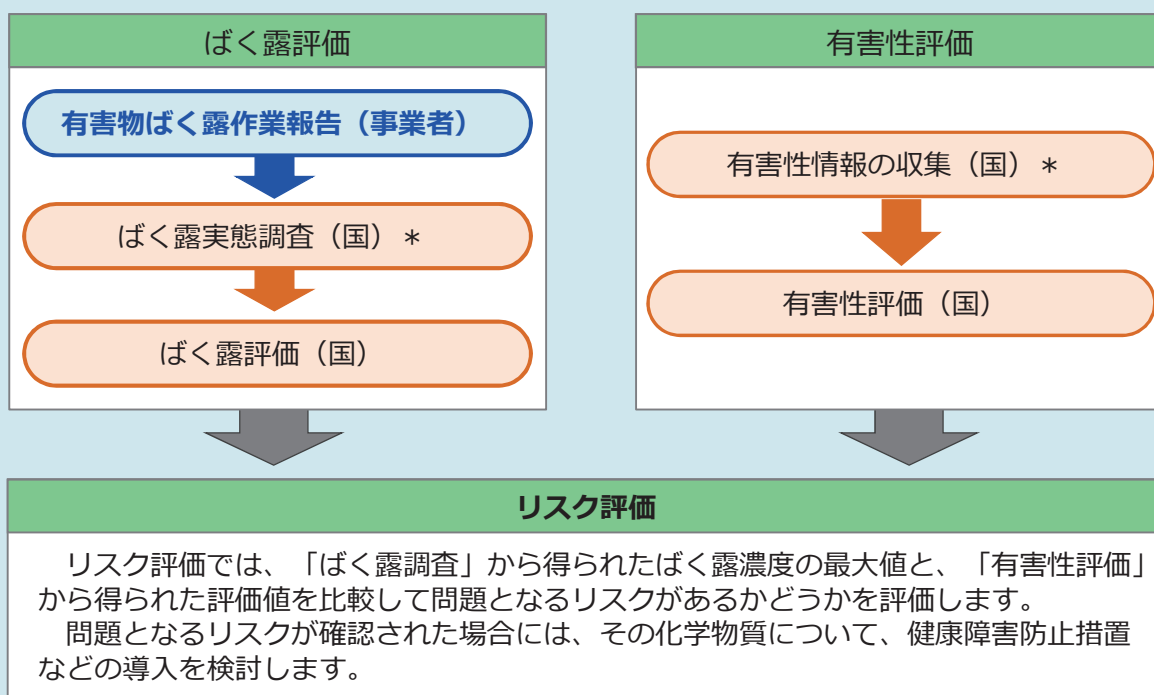 ばく露評価
有害物ばく露作業報告（事業者）
ばく露実態調査（国）＊
ばく露評価（国）
有害性評価
有害性情報の収集（国）＊
有害性評価（国）
リスク評価
リスク評価では、「ばく露調査」から得られたばく露濃度の最大値と、「有害性評価」
から得られた評価値を比較して問題となるリスクがあるかどうかを評価します。
問題となるリスクが確認された場合には、その化学物質について、健康障害防止措置
などの導入を検討します。